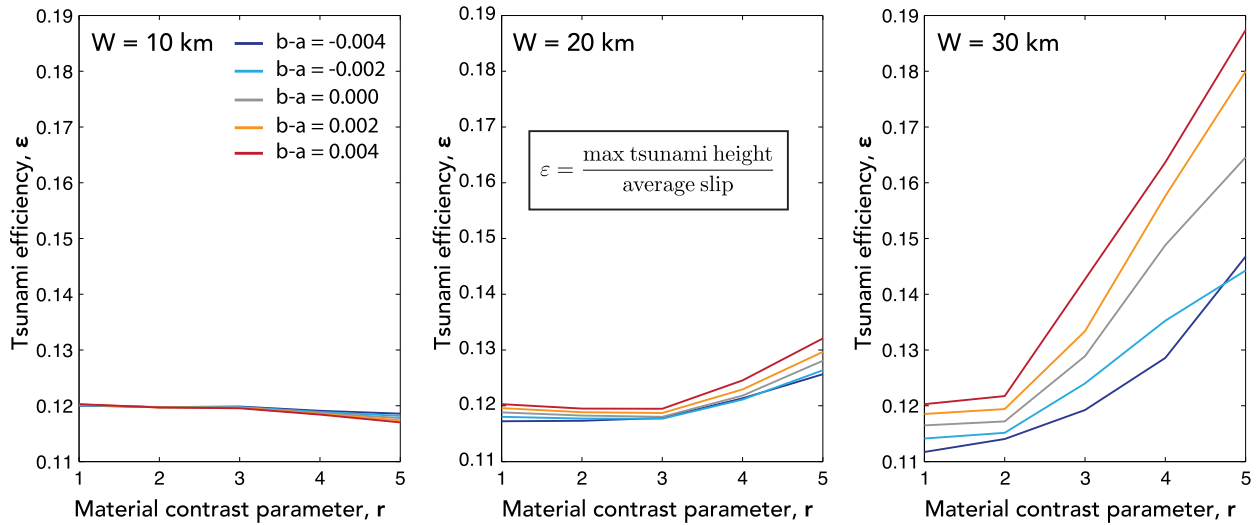 W = 10 km
b-a = -0.004
b-a = -0.002
b-a = 0.000
b-a = 0.002
b-a = 0.004
Tsunami efficiency, ε
0.19
0.18
0.17
0.16
0.15
0.14
0.13
0.12
0.11
1 2 3 4 5
Material contrast parameter, r
W = 20 km
ε = max tsunami height
average slip
Tsunami efficiency, ε
0.19
0.18
0.17
0.16
0.15
0.14
0.13
0.12
0.11
1 2 3 4 5
Material contrast parameter, r
W = 30 km
Tsunami efficiency, ε
0.19
0.18
0.17
0.16
0.15
0.14
0.13
0.12
0.11
1 2 3 4 5
Material contrast parameter, r